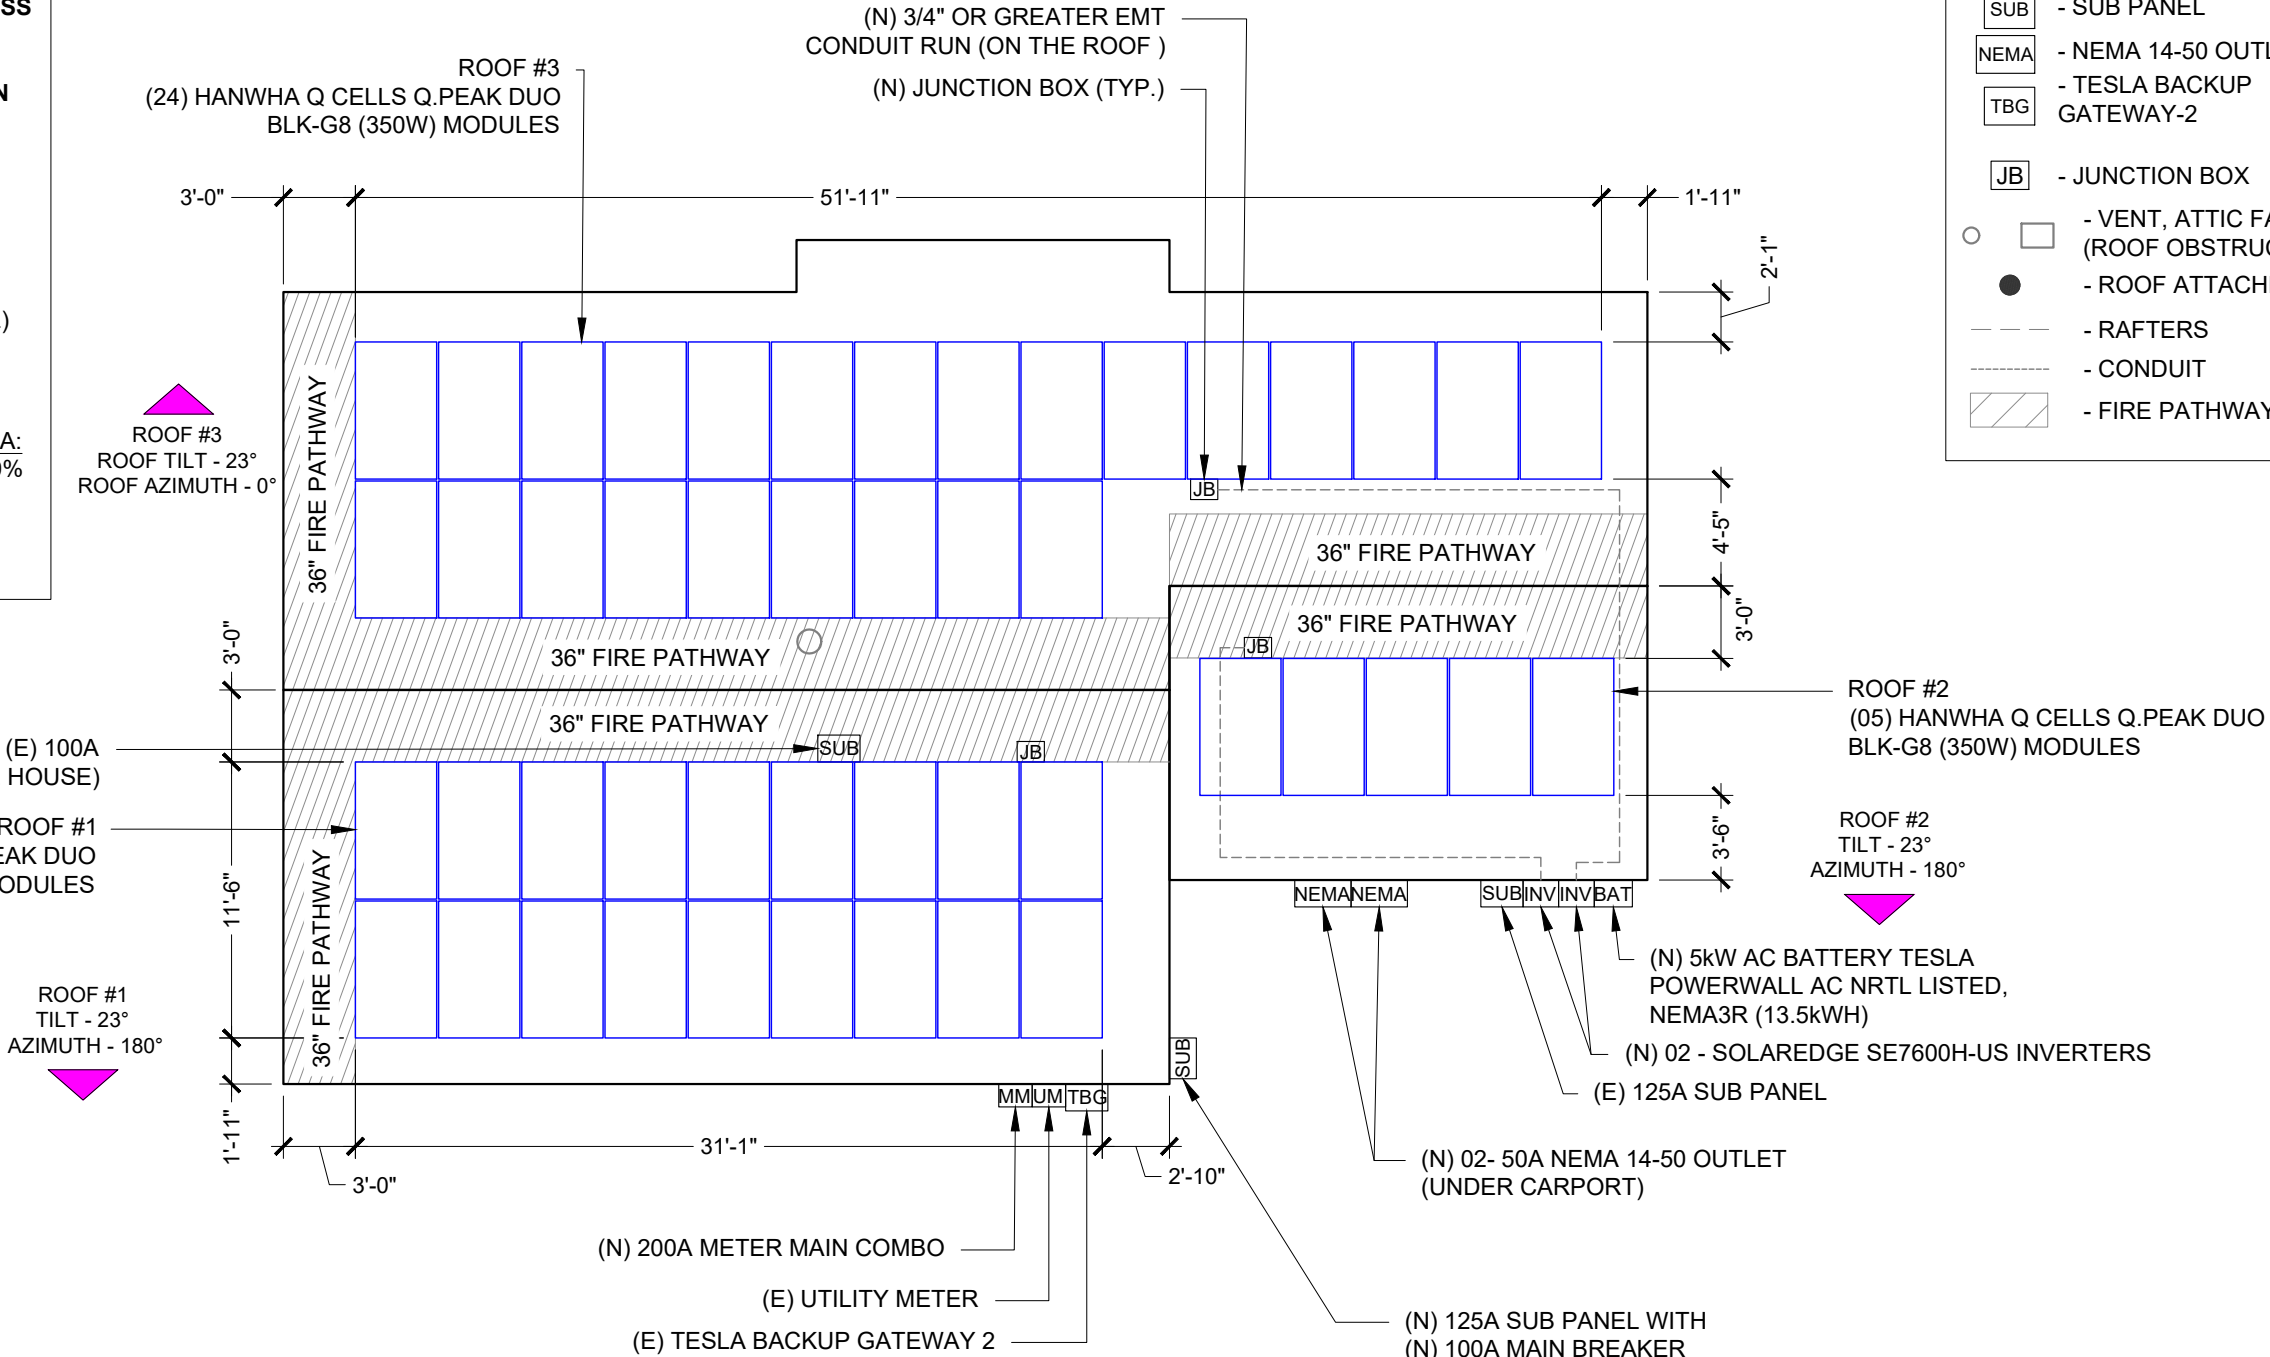 SS
N
)
A:
0%
(N) 3/4" OR GREATER EMT
CONDUIT RUN (ON THE ROOF )
(N) JUNCTION BOX (TYP.)
ROOF #3
(24) HANWHA Q CELLS Q.PEAK DUO
BLK-G8 (350W) MODULES
SUB - SUB PANEL
NEMA - NEMA 14-50 OUTL
TBG - TESLA BACKUP
GATEWAY-2
JB - JUNCTION BOX
- VENT, ATTIC FA
(ROOF OBSTRUC
- ROOF ATTACH
- RAFTERS
- CONDUIT
- FIRE PATHWAY
3'-0"
51'-11"
1'-11"
2'-1"
36" FIRE PATHWAY
ROOF #3
ROOF TILT - 23°
ROOF AZIMUTH - 0°
JB
36" FIRE PATHWAY
4'-5"
36" FIRE PATHWAY
3'-0"
JB
3'-0"
36" FIRE PATHWAY
36" FIRE PATHWAY
SUB
JB
(E) 100A
HOUSE)
ROOF #1
EAK DUO
ODULES
ROOF #2
(05) HANWHA Q CELLS Q.PEAK DUO
BLK-G8 (350W) MODULES
3'-6"
ROOF #2
TILT - 23°
AZIMUTH - 180°
11'-6"
36" FIRE PATHWAY
NEMA NEMA SUB INV INV BAT
(N) 5kW AC BATTERY TESLA
POWERWALL AC NRTL LISTED,
NEMA3R (13.5kWH)
(N) 02 - SOLAREDGE SE7600H-US INVERTERS
(E) 125A SUB PANEL
ROOF #1
TILT - 23°
AZIMUTH - 180°
SUB
MM UM TBG
1'-11"
3'-0"
31'-1"
2'-10"
(N) 02- 50A NEMA 14-50 OUTLET
(UNDER CARPORT)
(N) 200A METER MAIN COMBO
(E) UTILITY METER
(E) TESLA BACKUP GATEWAY 2
(N) 125A SUB PANEL WITH
(N) 100A MAIN BREAKER